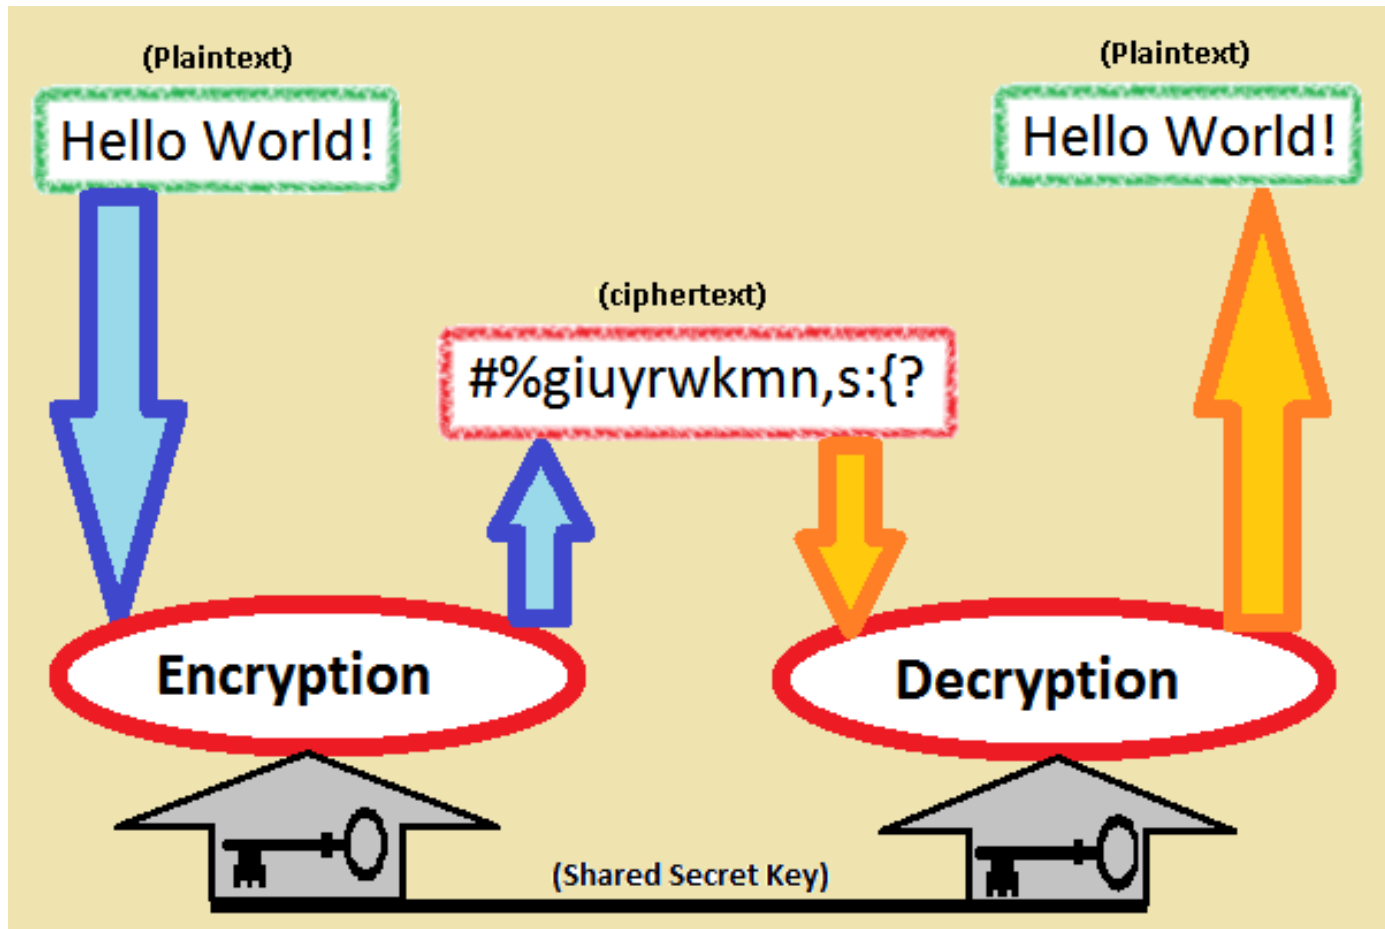 (Plaintext)
Hello World!
(Plaintext)
Hello World!
(ciphertext)
#%giuyrwkmn,s:{?
Encryption
Decryption
(Shared Secret Key)